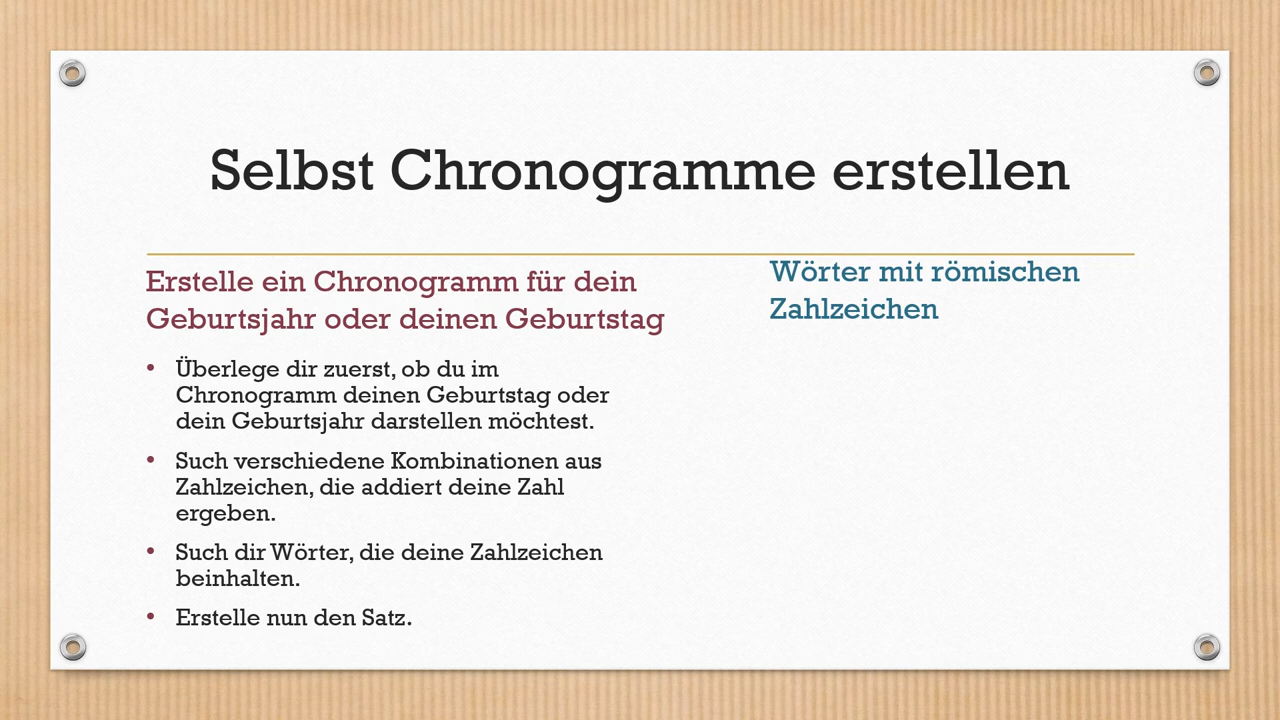 Selbst Chronogramme erstellen
Erstelle ein Chronogramm für dein
Geburtsjahr oder deinen Geburtstag
• Überlege dir zuerst, ob du im
Chronogramm deinen Geburtstag oder
dein Geburtsjahr darstellen möchtest.
• Such verschiedene Kombinationen aus
Zahlzeichen, die addiert deine Zahl
ergeben.
• Such dir Wörter, die deine Zahlzeichen
beinhalten.
• Erstelle nun den Satz.
Wörter mit römischen
Zahlzeichen